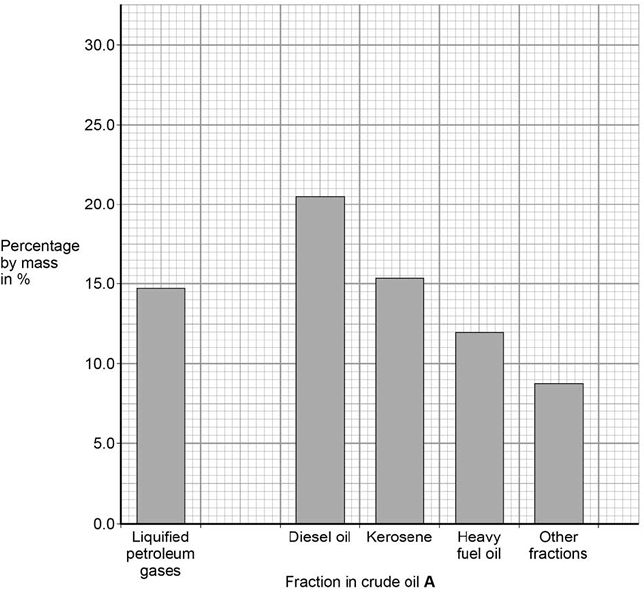 30.0
25.0
20.0
Percentage
by mass
in %
15.0
10.0
5.0
0.0
Liquified
petroleum
gases
Diesel oil
Kerosene
Heavy
fuel oil
Other
fractions
Fraction in crude oil A